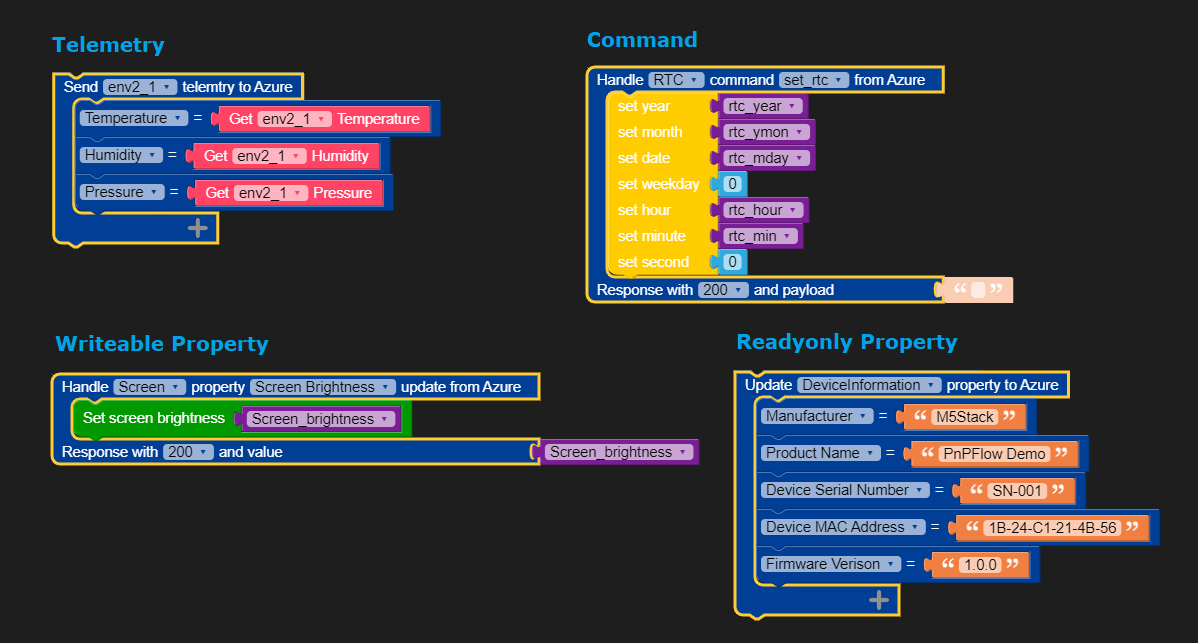 Telemetry
Send env2_1 telemtry to Azure
Temperature = Get env2_1 Temperature
Humidity = Get env2_1 Humidity
Pressure = Get env2_1 Pressure
+
Command
Handle RTC command set_rtc from Azure
set year rtc_year
set month rtc_ymon
set date rtc_mday
set weekday 0
set hour rtc_hour
set minute rtc_min
set second 0
Response with 200 and payload “ ”
Writeable Property
Handle Screen property Screen Brightness update from Azure
Set screen brightness Screen_brightness
Response with 200 and value Screen_brightness
Readyonly Property
Update DeviceInformation property to Azure
Manufacturer = “ M5Stack ”
Product Name = “ PnPFlow Demo ”
Device Serial Number = “ SN-001 ”
Device MAC Address = “ 1B-24-C1-21-4B-56 ”
Firmware Verison = “ 1.0.0 ”
+